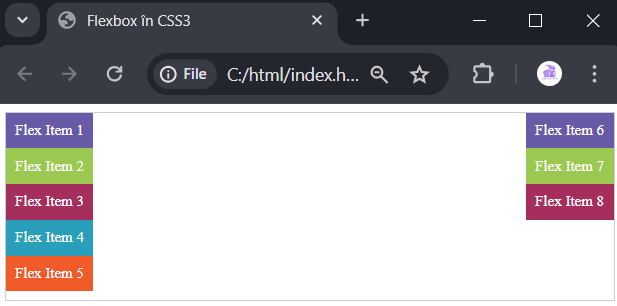 Flexbox în CSS3
File C:/html/index.h...
Flex Item 1
Flex Item 2
Flex Item 3
Flex Item 4
Flex Item 5
Flex Item 6
Flex Item 7
Flex Item 8